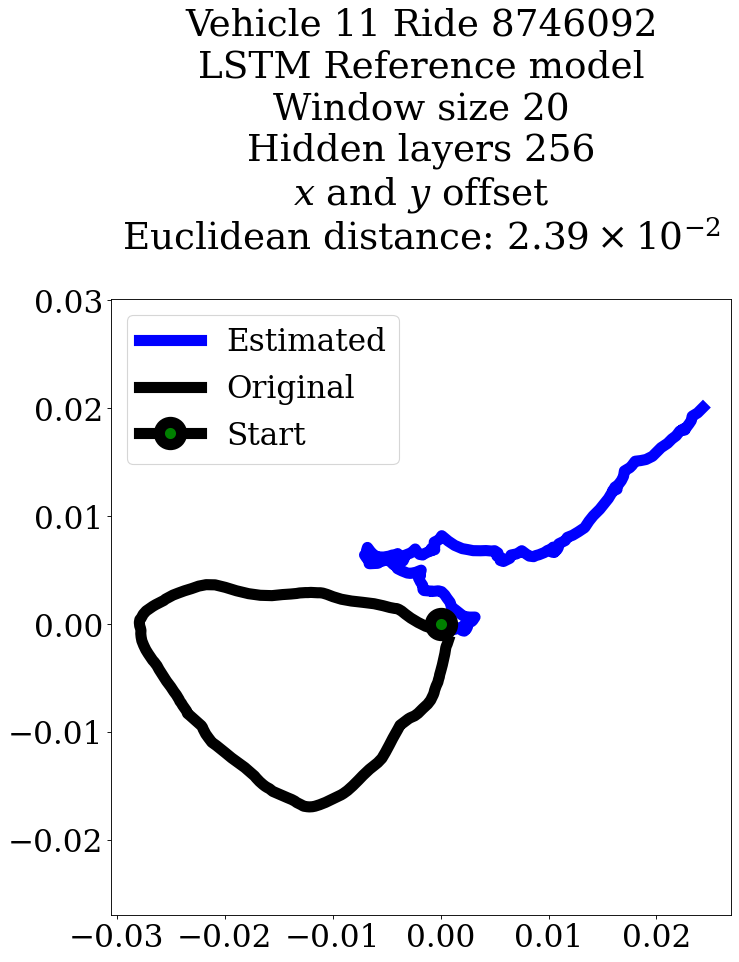 Vehicle 11 Ride 8746092
LSTM Reference model
Window size 20
Hidden layers 256
x and y offset
Euclidean distance: 2.39 × 10⁻²
0.03
0.02
0.01
0.00
−0.01
−0.02
Estimated
Original
Start
−0.03 −0.02 −0.01 0.00 0.01 0.02